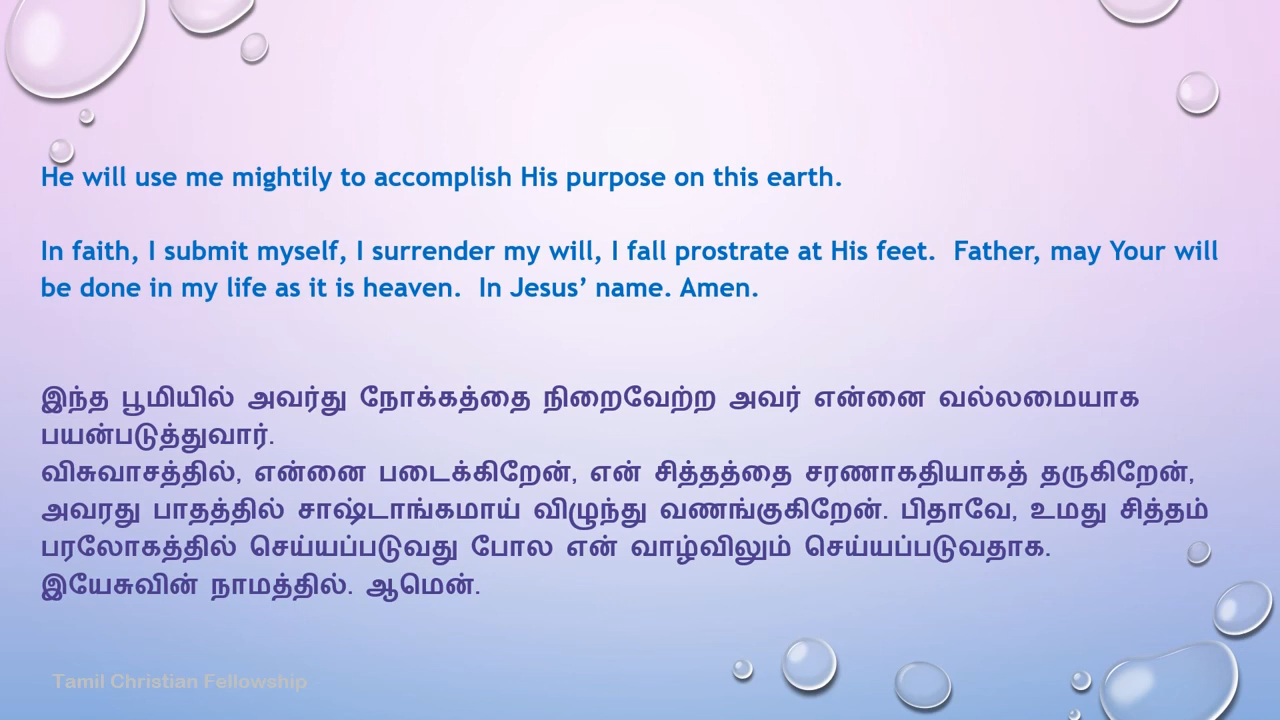 He will use me mightily to accomplish His purpose on this earth.
In faith, I submit myself, I surrender my will, I fall prostrate at His feet.  Father, may Your will
be done in my life as it is heaven.  In Jesus’ name. Amen.
இந்த பூமியில் அவர்து நோக்கத்தை நிறைவேற்ற அவர் என்னை வல்லமையாக
பயன்படுத்துவார்.
விசுவாசத்தில், என்னை படைக்கிறேன், என் சித்தத்தை சரணாகதியாகத் தருகிறேன்,
அவரது பாதத்தில் சாஷ்டாங்கமாய் விழுந்து வணங்குகிறேன். பிதாவே, உமது சித்தம்
பரலோகத்தில் செய்யப்படுவது போல என் வாழ்விலும் செய்யப்படுவதாக.
இயேசுவின் நாமத்தில். ஆமென்.
Tamil Christian Fellowship